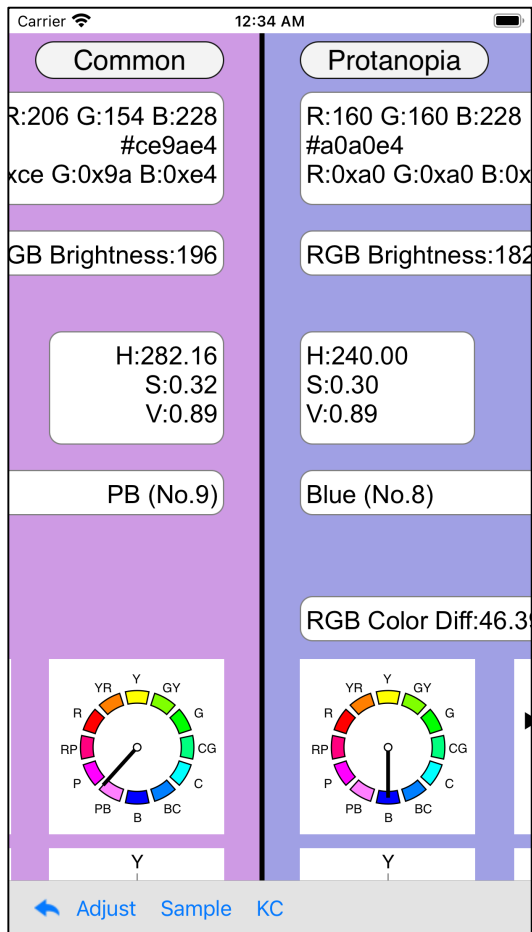 Carrier
12:34 AM
Common
R:206 G:154 B:228
#ce9ae4
xce G:0x9a B:0xe4
GB Brightness:196
H:282.16
S:0.32
V:0.89
PB (No.9)
Y
YR
GY
R
G
RP
CG
P
C
PB
BC
B
Y
Protanopia
R:160 G:160 B:228
#a0a0e4
R:0xa0 G:0xa0 B:0x
RGB Brightness:182
H:240.00
S:0.30
V:0.89
Blue (No.8)
RGB Color Diff:46.39
Y
YR
GY
R
G
RP
CG
P
C
PB
BC
B
Y
Adjust
Sample
KC